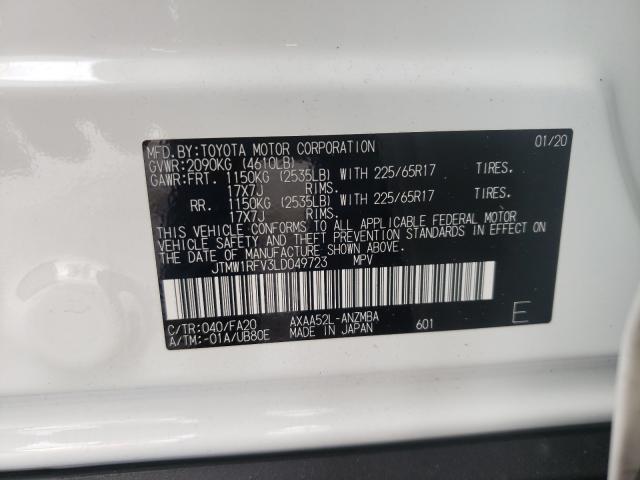 MFD.BY:TOYOTA MOTOR CORPORATION 01/20
GVWR:2090KG (4610LB)
GAWR:FRT. 1150KG (2535LB) WITH 225/65R17 TIRES.
17X7J RIMS.
RR. 1150KG (2535LB) WITH 225/65R17 TIRES.
17X7J RIMS.
THIS VEHICLE CONFORMS TO ALL APPLICABLE FEDERAL MOTOR
VEHICLE SAFETY AND THEFT PREVENTION STANDARDS IN EFFECT ON
THE DATE OF MANUFACTURE SHOWN ABOVE.
JTMW1RFV3LD049723 MPV
C/TR:040/FA20 AXAA52L-ANZMBA
A/TM:-01A/UB80E MADE IN JAPAN 601 E